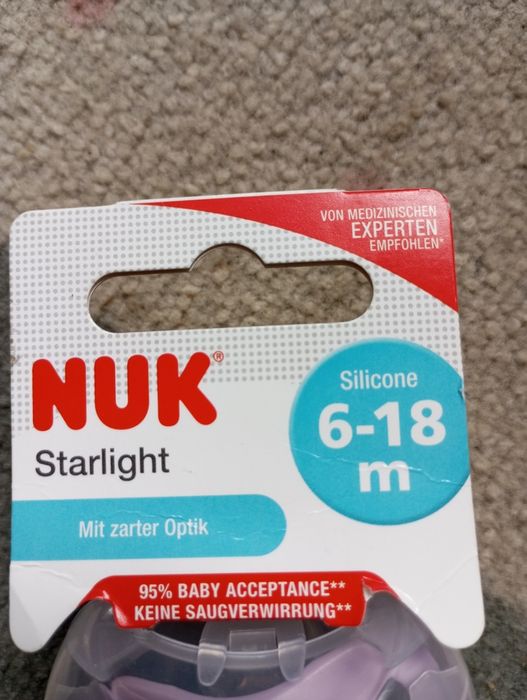 VON MEDIZINISCHEN
EXPERTEN
EMPFOHLEN*
NUK®
Starlight
Silicone
6-18
m
Mit zarter Optik
95% BABY ACCEPTANCE**
KEINE SAUGVERWIRRUNG**